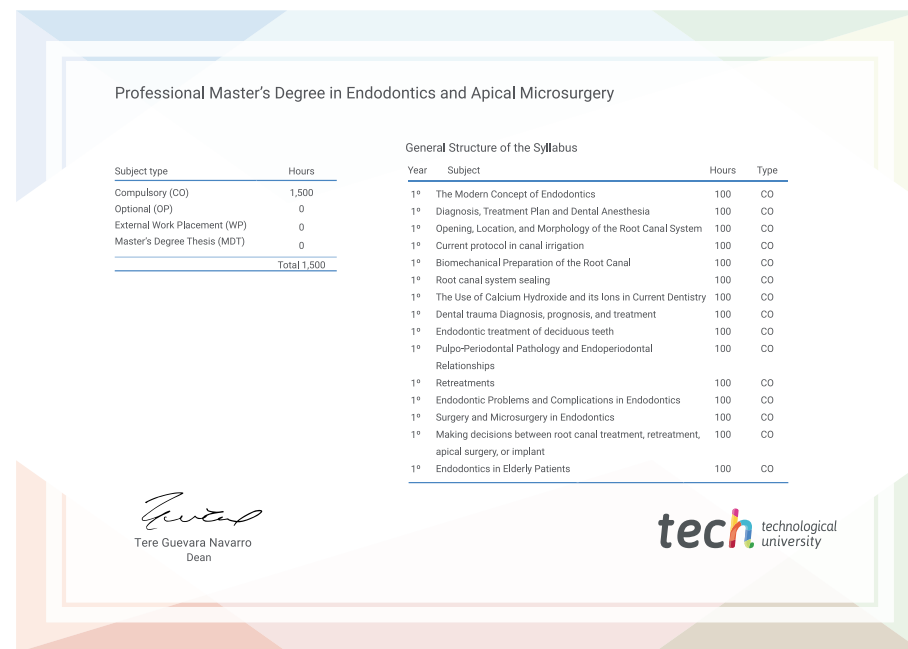 Professional Master's Degree in Endodontics and Apical Microsurgery
General Structure of the Syllabus
Subject type Hours
Compulsory (CO) 1,500
Optional (OP) 0
External Work Placement (WP) 0
Master's Degree Thesis (MDT) 0
Total 1,500
Year Subject Hours Type
1º The Modern Concept of Endodontics 100 CO
1º Diagnosis, Treatment Plan and Dental Anesthesia 100 CO
1º Opening, Location, and Morphology of the Root Canal System 100 CO
1º Current protocol in canal irrigation 100 CO
1º Biomechanical Preparation of the Root Canal 100 CO
1º Root canal system sealing 100 CO
1º The Use of Calcium Hydroxide and its Ions in Current Dentistry 100 CO
1º Dental trauma Diagnosis, prognosis, and treatment 100 CO
1º Endodontic treatment of deciduous teeth 100 CO
1º Pulpo-Periodontal Pathology and Endoperiodontal 100 CO
Relationships
1º Retreatments 100 CO
1º Endodontic Problems and Complications in Endodontics 100 CO
1º Surgery and Microsurgery in Endodontics 100 CO
1º Making decisions between root canal treatment, retreatment, 100 CO
apical surgery, or implant
1º Endodontics in Elderly Patients 100 CO
Tere Guevara Navarro
Dean
tech technological
university